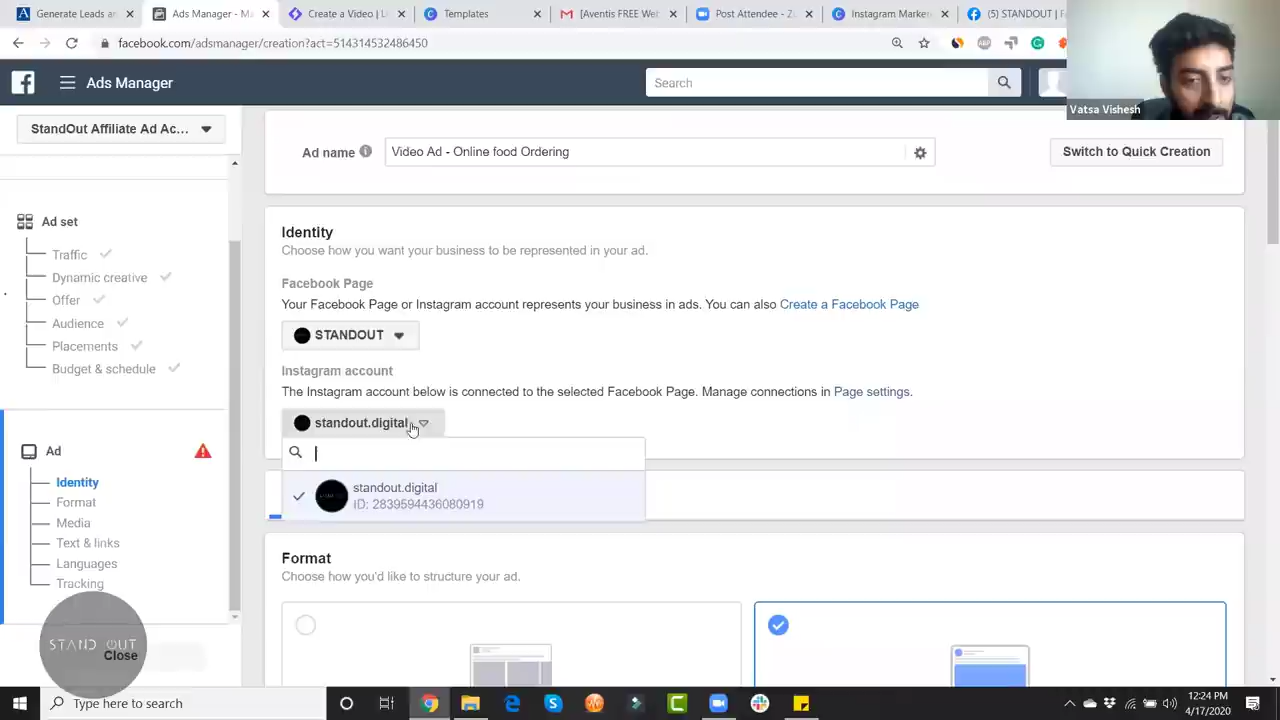 Generate Leads and
Ads Manager - Ma
Create a Video | L
Templates
[Aventis FREE Web
Post Attendee - Zo
Instagram Market
(5) STANDOUT | F
facebook.com/adsmanager/creation?act=514314532486450
ABP
Ads Manager
Search
Vatsa Vishesh
StandOut Affiliate Ad Ac...
Ad name
Video Ad - Online food Ordering
Switch to Quick Creation
Ad set
Traffic
Dynamic creative
Offer
Audience
Placements
Budget & schedule
Ad
Identity
Format
Media
Text & links
Languages
Tracking
STAND OUT
Close
Identity
Choose how you want your business to be represented in your ad.
Facebook Page
Your Facebook Page or Instagram account represents your business in ads. You can also Create a Facebook Page
STANDOUT
Instagram account
The Instagram account below is connected to the selected Facebook Page. Manage connections in Page settings.
standout.digital
standout.digital
ID: 2839594436080919
Format
Choose how you'd like to structure your ad.
Type here to search
12:24 PM
4/17/2020